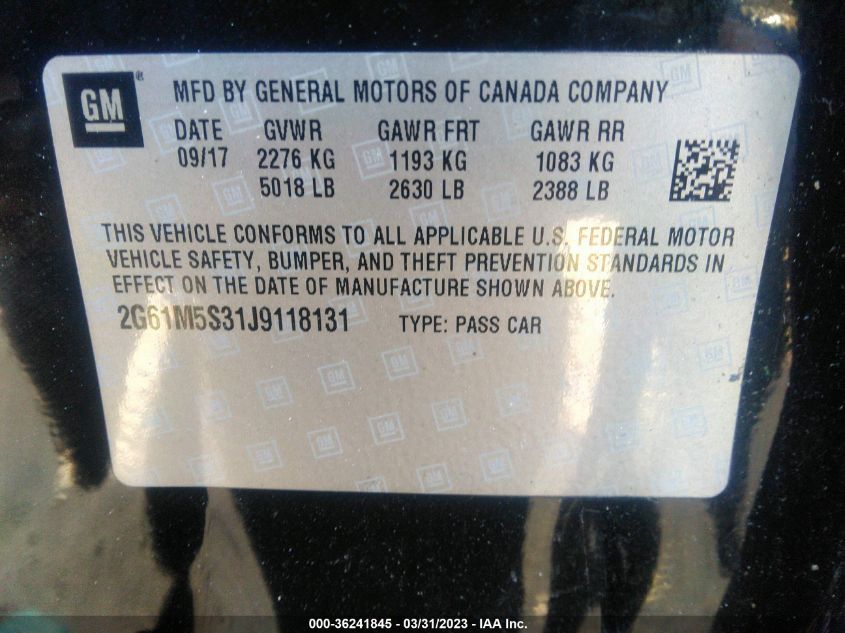 GM ®
MFD BY GENERAL MOTORS OF CANADA COMPANY
DATE GVWR GAWR FRT GAWR RR
09/17 2276 KG 1193 KG 1083 KG
5018 LB 2630 LB 2388 LB
THIS VEHICLE CONFORMS TO ALL APPLICABLE U.S. FEDERAL MOTOR
VEHICLE SAFETY, BUMPER, AND THEFT PREVENTION STANDARDS IN
EFFECT ON THE DATE OF MANUFACTURE SHOWN ABOVE.
2G61M5S31J9118131 TYPE: PASS CAR
000-36241845 / 03/31/2023 — IAA Inc.